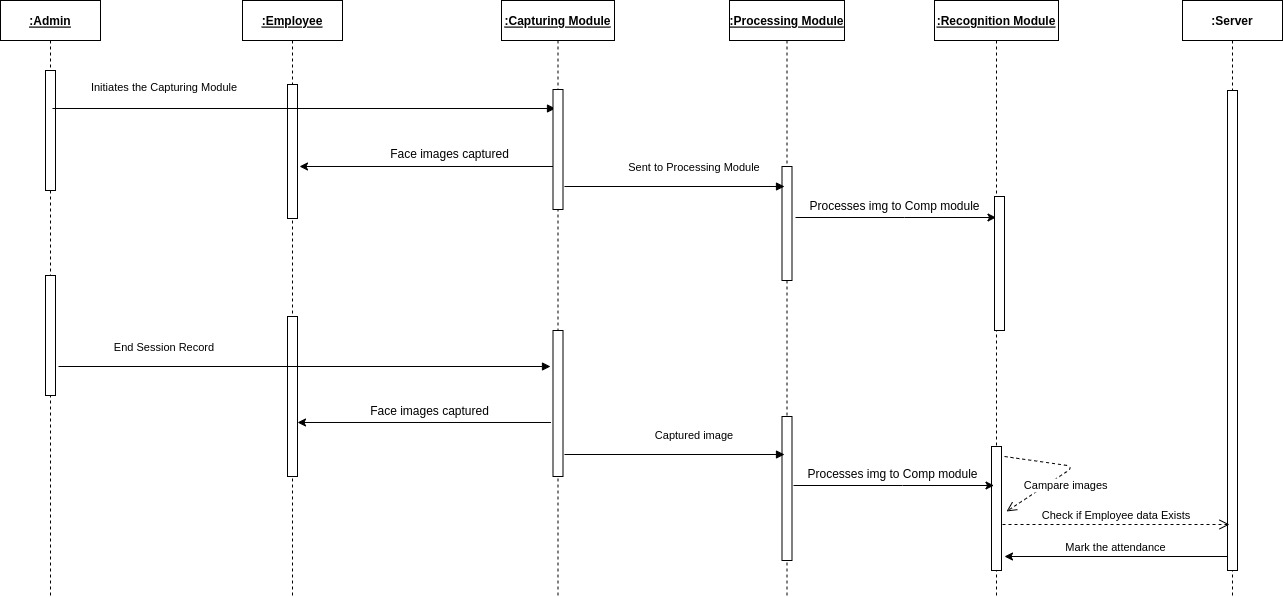 :Admin
:Employee
:Capturing Module
:Processing Module
:Recognition Module
:Server
Initiates the Capturing Module
Face images captured
Sent to Processing Module
Processes img to Comp module
End Session Record
Face images captured
Captured image
Processes img to Comp module
Campare images
Check if Employee data Exists
Mark the attendance